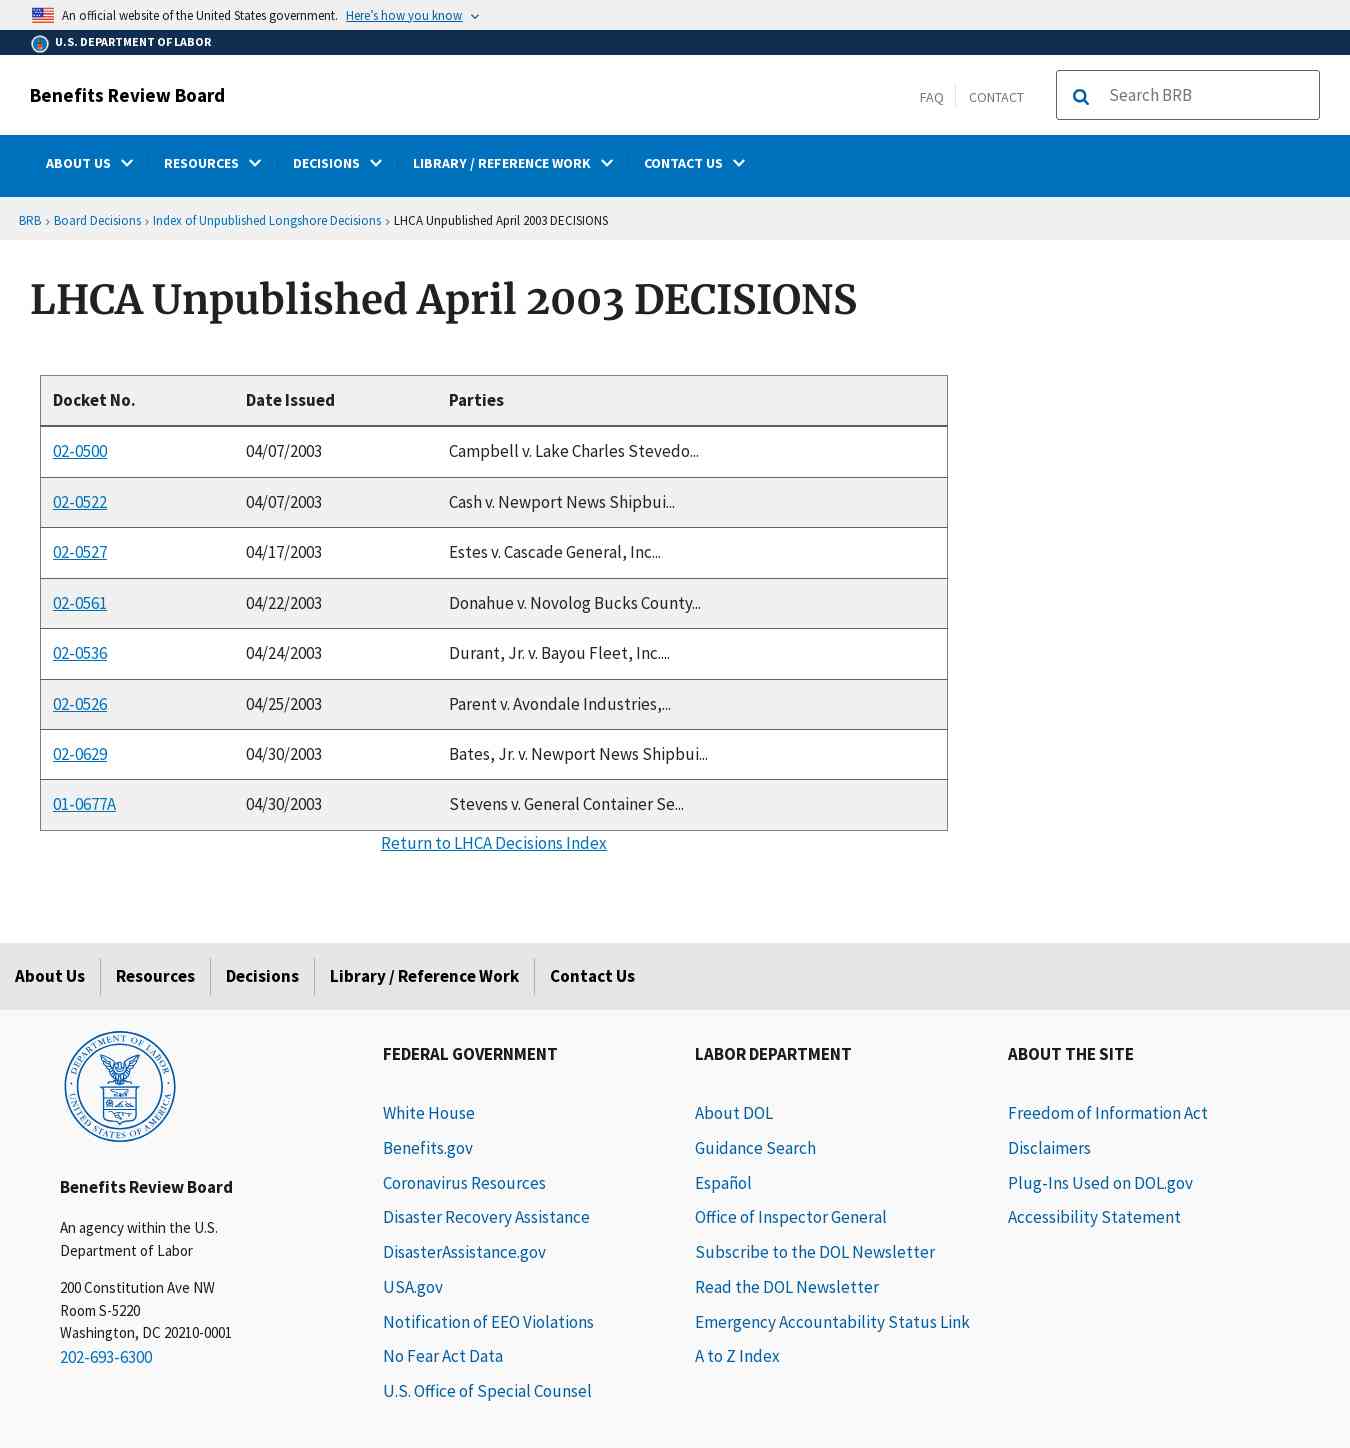 An official website of the United States government. Here's how you know
U.S. DEPARTMENT OF LABOR
Benefits Review Board
FAQ
CONTACT
Search BRB
ABOUT US
RESOURCES
DECISIONS
LIBRARY / REFERENCE WORK
CONTACT US
BRB › Board Decisions › Index of Unpublished Longshore Decisions › LHCA Unpublished April 2003 DECISIONS
LHCA Unpublished April 2003 DECISIONS
Docket No. Date Issued Parties
02-0500 04/07/2003 Campbell v. Lake Charles Stevedo...
02-0522 04/07/2003 Cash v. Newport News Shipbui...
02-0527 04/17/2003 Estes v. Cascade General, Inc...
02-0561 04/22/2003 Donahue v. Novolog Bucks County...
02-0536 04/24/2003 Durant, Jr. v. Bayou Fleet, Inc....
02-0526 04/25/2003 Parent v. Avondale Industries,...
02-0629 04/30/2003 Bates, Jr. v. Newport News Shipbui...
01-0677A 04/30/2003 Stevens v. General Container Se...
Return to LHCA Decisions Index
About Us
Resources
Decisions
Library / Reference Work
Contact Us
DEPARTMENT OF LABOR
UNITED STATES OF AMERICA
Benefits Review Board
An agency within the U.S.
Department of Labor
200 Constitution Ave NW
Room S-5220
Washington, DC 20210-0001
202-693-6300
FEDERAL GOVERNMENT
White House
Benefits.gov
Coronavirus Resources
Disaster Recovery Assistance
DisasterAssistance.gov
USA.gov
Notification of EEO Violations
No Fear Act Data
U.S. Office of Special Counsel
LABOR DEPARTMENT
About DOL
Guidance Search
Español
Office of Inspector General
Subscribe to the DOL Newsletter
Read the DOL Newsletter
Emergency Accountability Status Link
A to Z Index
ABOUT THE SITE
Freedom of Information Act
Disclaimers
Plug-Ins Used on DOL.gov
Accessibility Statement